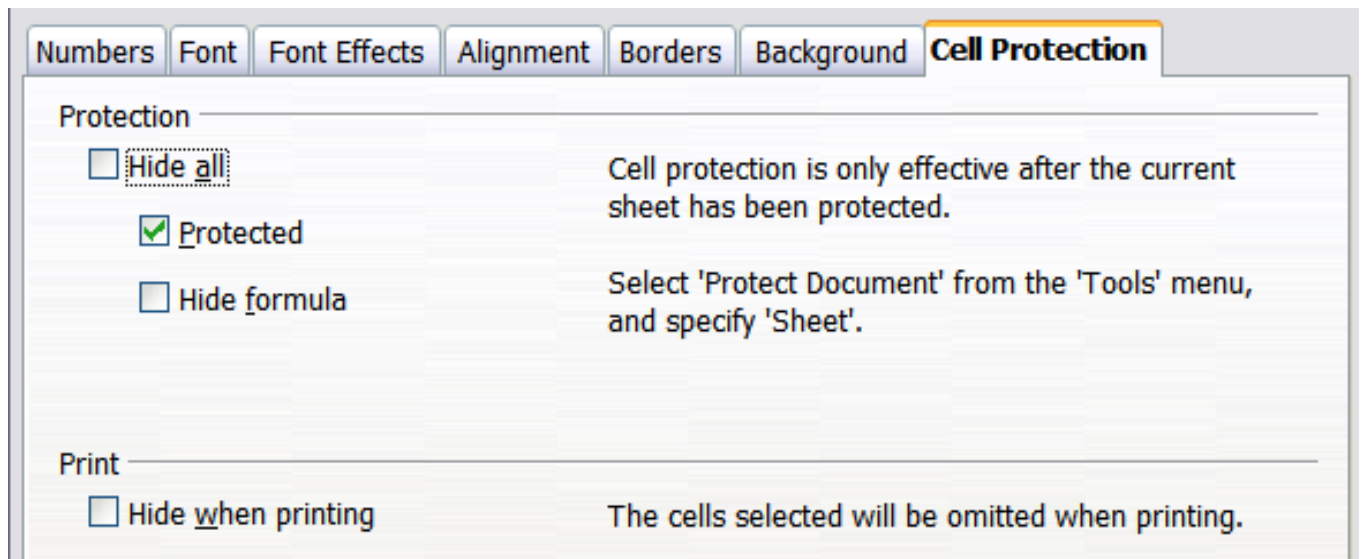 Numbers Font Font Effects Alignment Borders Background Cell Protection
Protection
Hide all
Cell protection is only effective after the current
sheet has been protected.
Protected
Hide formula
Select 'Protect Document' from the 'Tools' menu,
and specify 'Sheet'.
Print
Hide when printing
The cells selected will be omitted when printing.